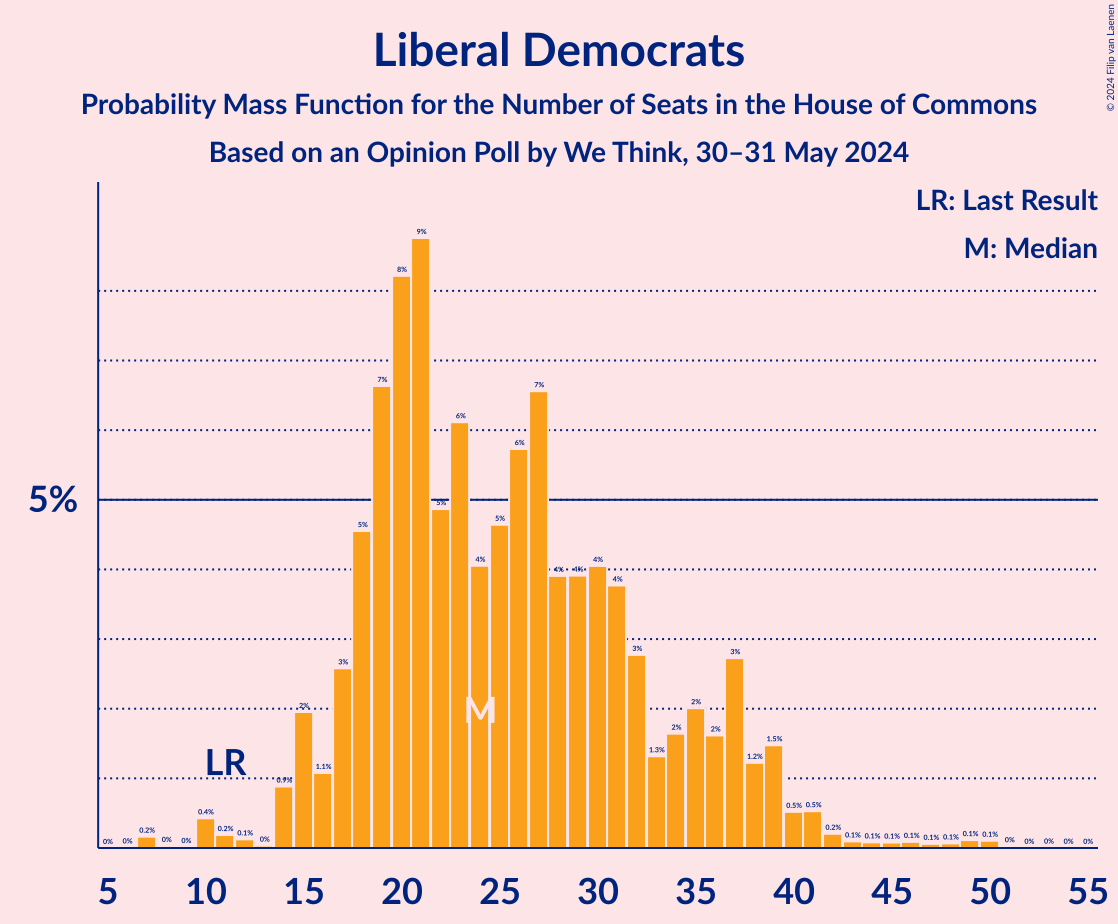 Liberal Democrats
Probability Mass Function for the Number of Seats in the House of Commons
Based on an Opinion Poll by We Think, 30–31 May 2024
© 2024 Filip van Laenen
LR: Last Result
M: Median
5%
LR
M
0% 0% 0.2% 0% 0% 0.4% 0.2% 0.1% 0% 0.9% 2% 1.1% 3% 5% 7% 8% 9% 5% 6% 4% 5% 6% 7% 4% 4% 4% 4% 3% 1.3% 2% 2% 2% 3% 1.2% 1.5% 0.5% 0.5% 0.2% 0.1% 0.1% 0.1% 0.1% 0.1% 0.1% 0.1% 0.1% 0% 0% 0% 0% 0%
5 10 15 20 25 30 35 40 45 50 55